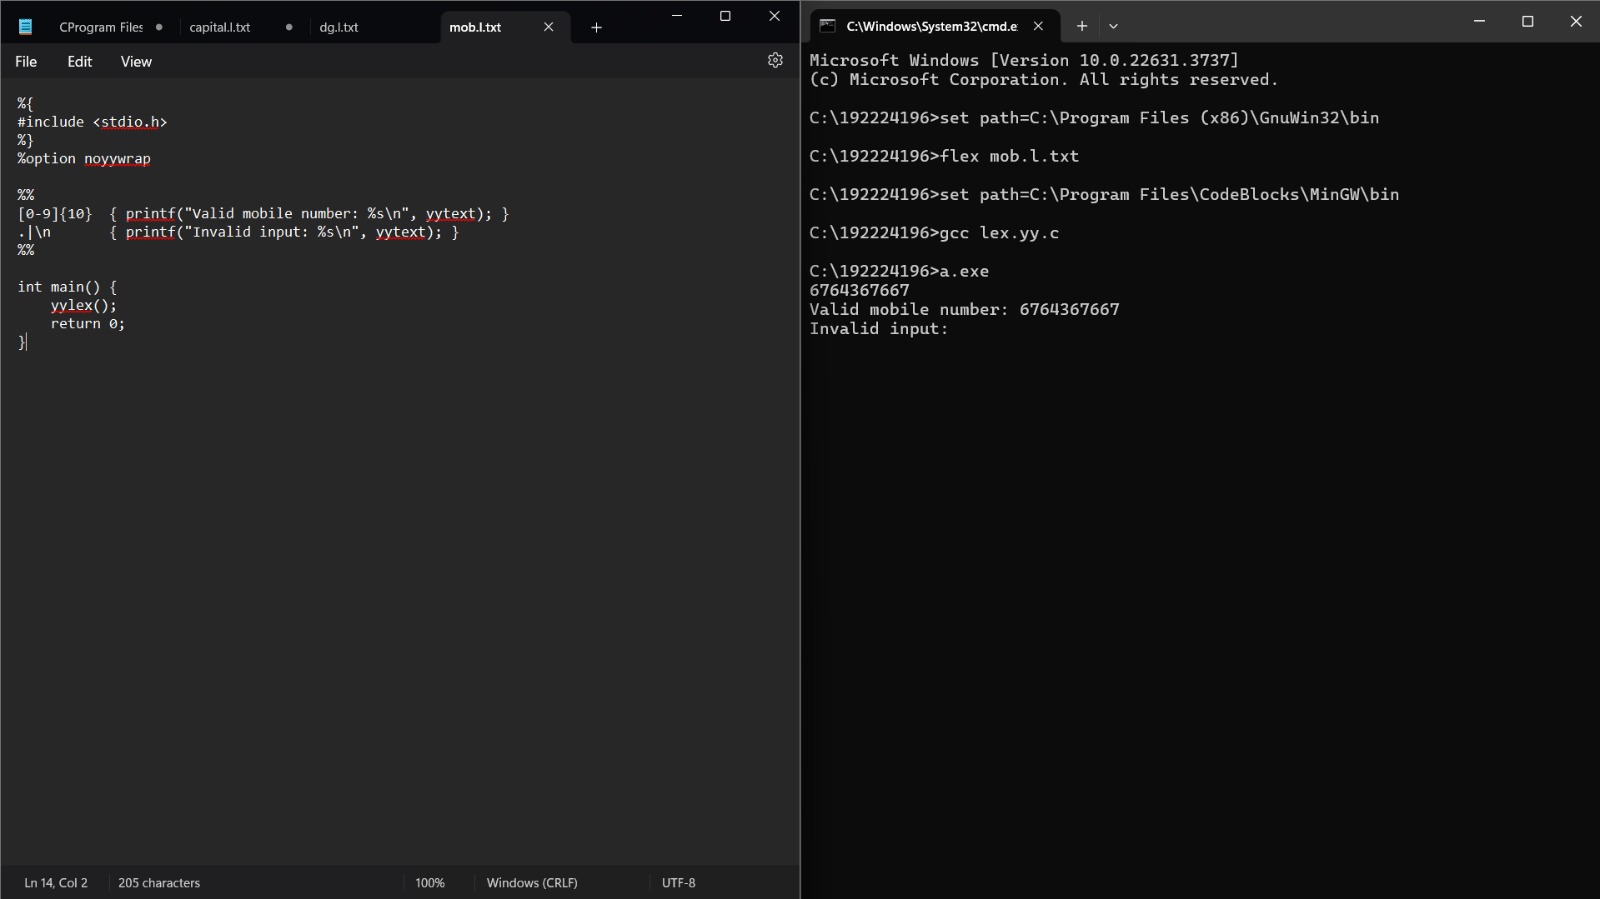 CProgram Files
capital.l.txt
dg.l.txt
mob.l.txt
File Edit View
%{
#include <stdio.h>
%}
%option noyywrap
%%
[0-9]{10}  { printf("Valid mobile number: %s\n", yytext); }
.|\n       { printf("Invalid input: %s\n", yytext); }
%%
int main() {
    yylex();
    return 0;
}
Ln 14, Col 2
205 characters
100%
Windows (CRLF)
UTF-8
C:\Windows\System32\cmd.e
Microsoft Windows [Version 10.0.22631.3737]
(c) Microsoft Corporation. All rights reserved.
C:\192224196>set path=C:\Program Files (x86)\GnuWin32\bin
C:\192224196>flex mob.l.txt
C:\192224196>set path=C:\Program Files\CodeBlocks\MinGW\bin
C:\192224196>gcc lex.yy.c
C:\192224196>a.exe
6764367667
Valid mobile number: 6764367667
Invalid input: